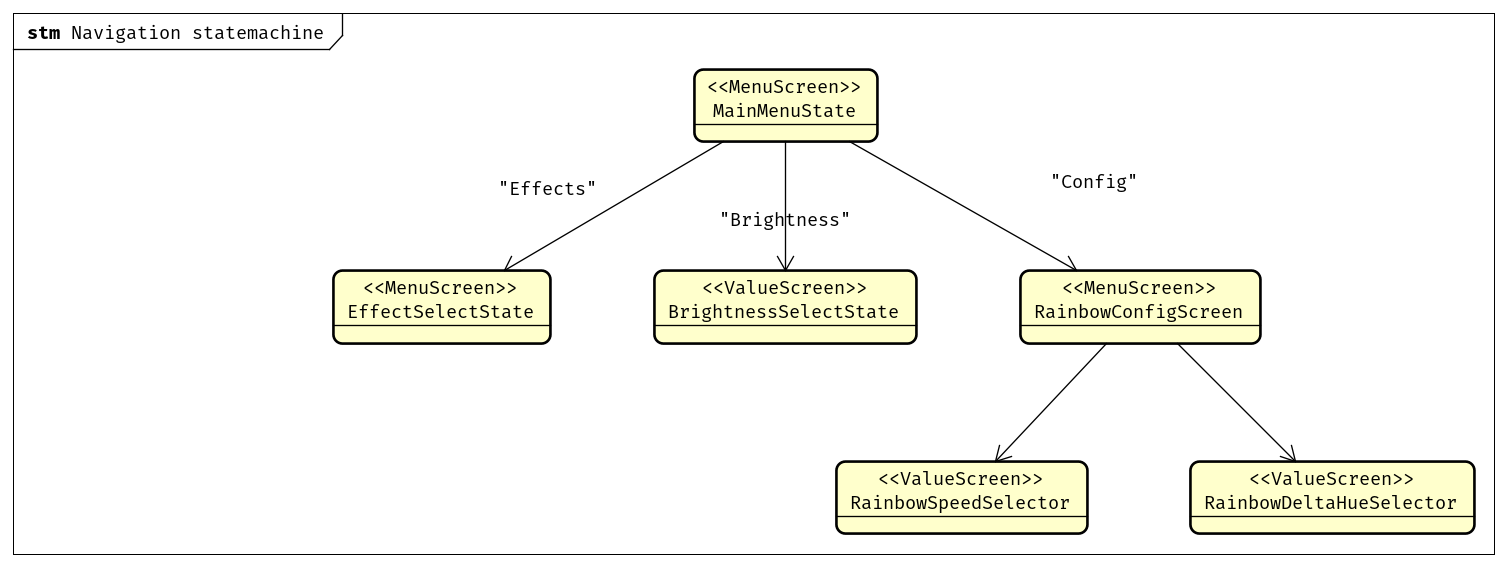 stm Navigation statemachine
<<MenuScreen>>
MainMenuState
"Effects"
"Brightness"
"Config"
<<MenuScreen>>
EffectSelectState
<<ValueScreen>>
BrightnessSelectState
<<MenuScreen>>
RainbowConfigScreen
<<ValueScreen>>
RainbowSpeedSelector
<<ValueScreen>>
RainbowDeltaHueSelector